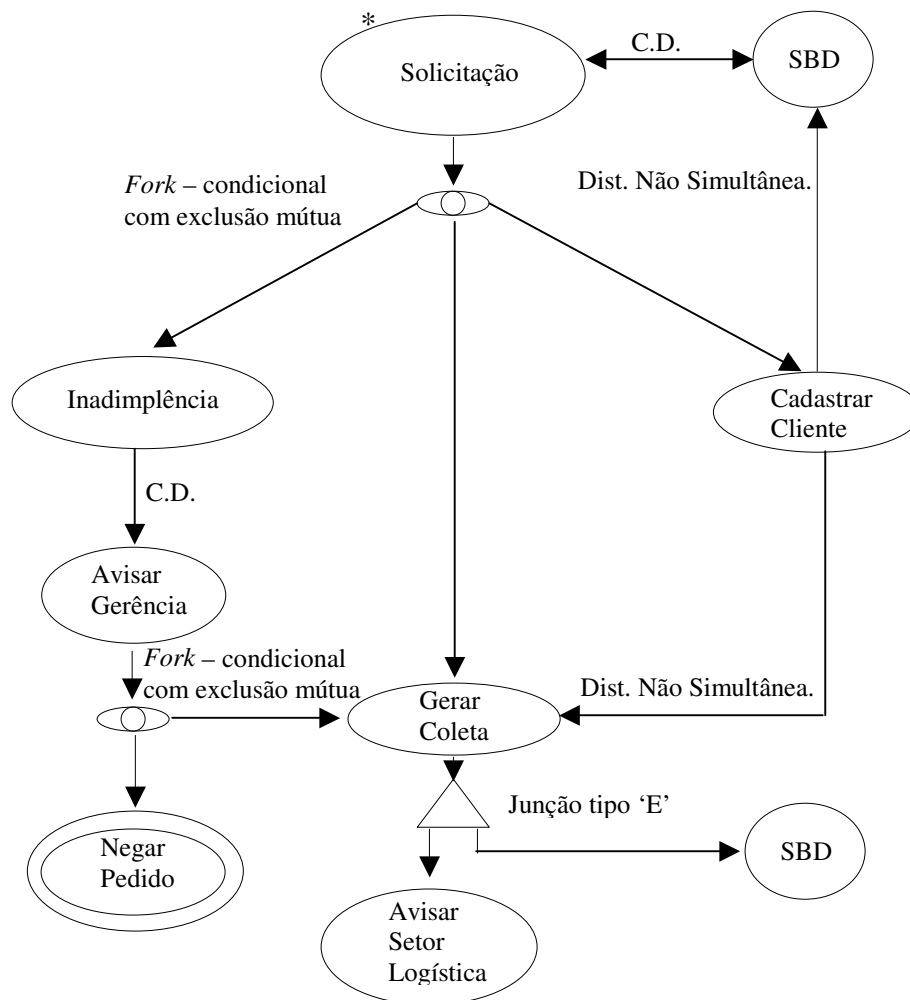 *
Solicitação
C.D.
SBD
Fork – condicional
com exclusão mútua
Dist. Não Simultânea.
Inadimplência
Cadastrar
Cliente
C.D.
Avisar
Gerência
Fork – condicional
com exclusão mútua
Gerar
Coleta
Dist. Não Simultânea.
Junção tipo ‘E’
Negar
Pedido
SBD
Avisar
Setor
Logística